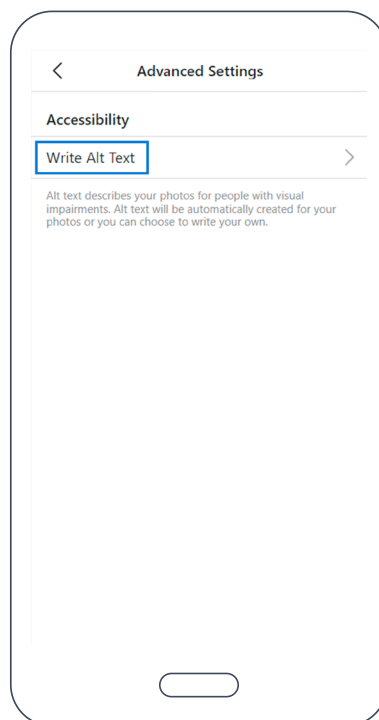 Advanced Settings
Accessibility
Write Alt Text
Alt text describes your photos for people with visual
impairments. Alt text will be automatically created for your
photos or you can choose to write your own.